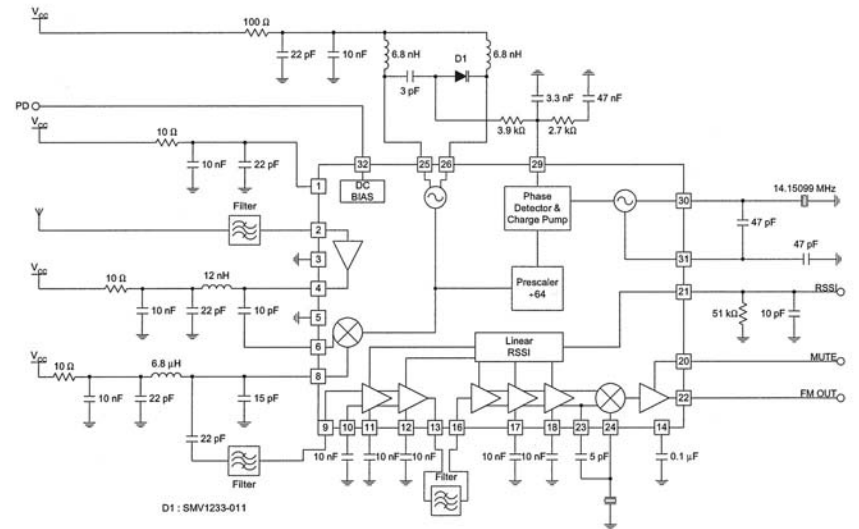 VCC
100 Ω
22 pF
10 nF
6.8 nH
6.8 nH
D1
3 pF
3.3 nF
47 nF
3.9 kΩ
2.7 kΩ
PD
VCC
10 Ω
10 nF
22 pF
32
25
26
29
1
DC
BIAS
Phase
Detector &
Charge Pump
30
14.15099 MHz
47 pF
47 pF
31
Filter
2
3
VCC
10 Ω
12 nH
4
10 nF
22 pF
10 pF
5
6
Prescaler
÷64
21
RSSI
51 kΩ
10 pF
Linear
RSSI
VCC
10 Ω
6.8 µH
8
10 nF
22 pF
15 pF
20
MUTE
22
FM OUT
22 pF
Filter
9
10
11
12
13
16
17
18
23
24
14
10 nF
10 nF
10 nF
Filter
10 nF
10 nF
5 pF
0.1 µF
D1 : SMV1233-011